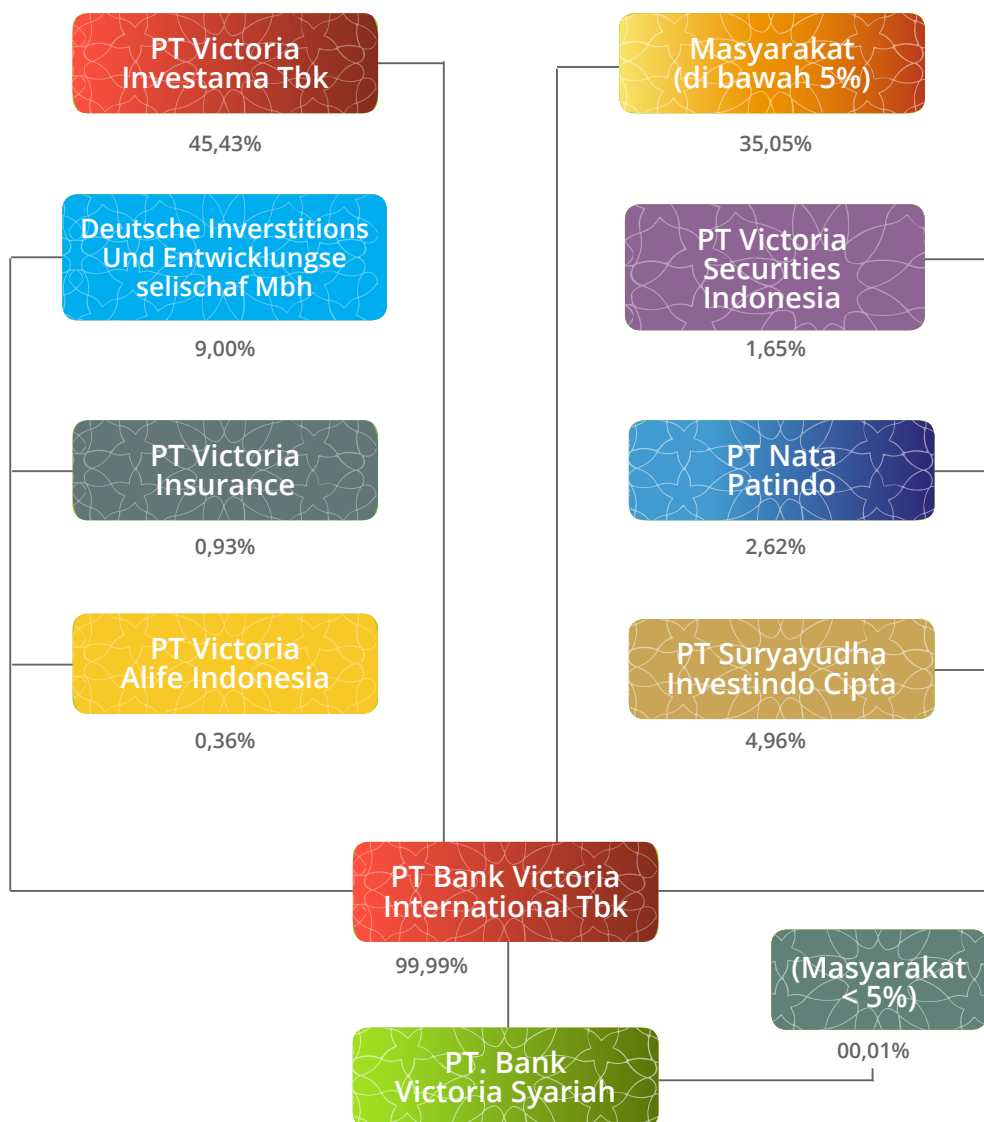 PT Victoria
Investama Tbk
45,43%
Masyarakat
(di bawah 5%)
35,05%
Deutsche Inverstitions
Und Entwicklungse
selischaf Mbh
9,00%
PT Victoria
Securities
Indonesia
1,65%
PT Victoria
Insurance
0,93%
PT Nata
Patindo
2,62%
PT Victoria
Alife Indonesia
0,36%
PT Suryayudha
Investindo Cipta
4,96%
PT Bank Victoria
International Tbk
99,99%
(Masyarakat
< 5%)
00,01%
PT. Bank
Victoria Syariah